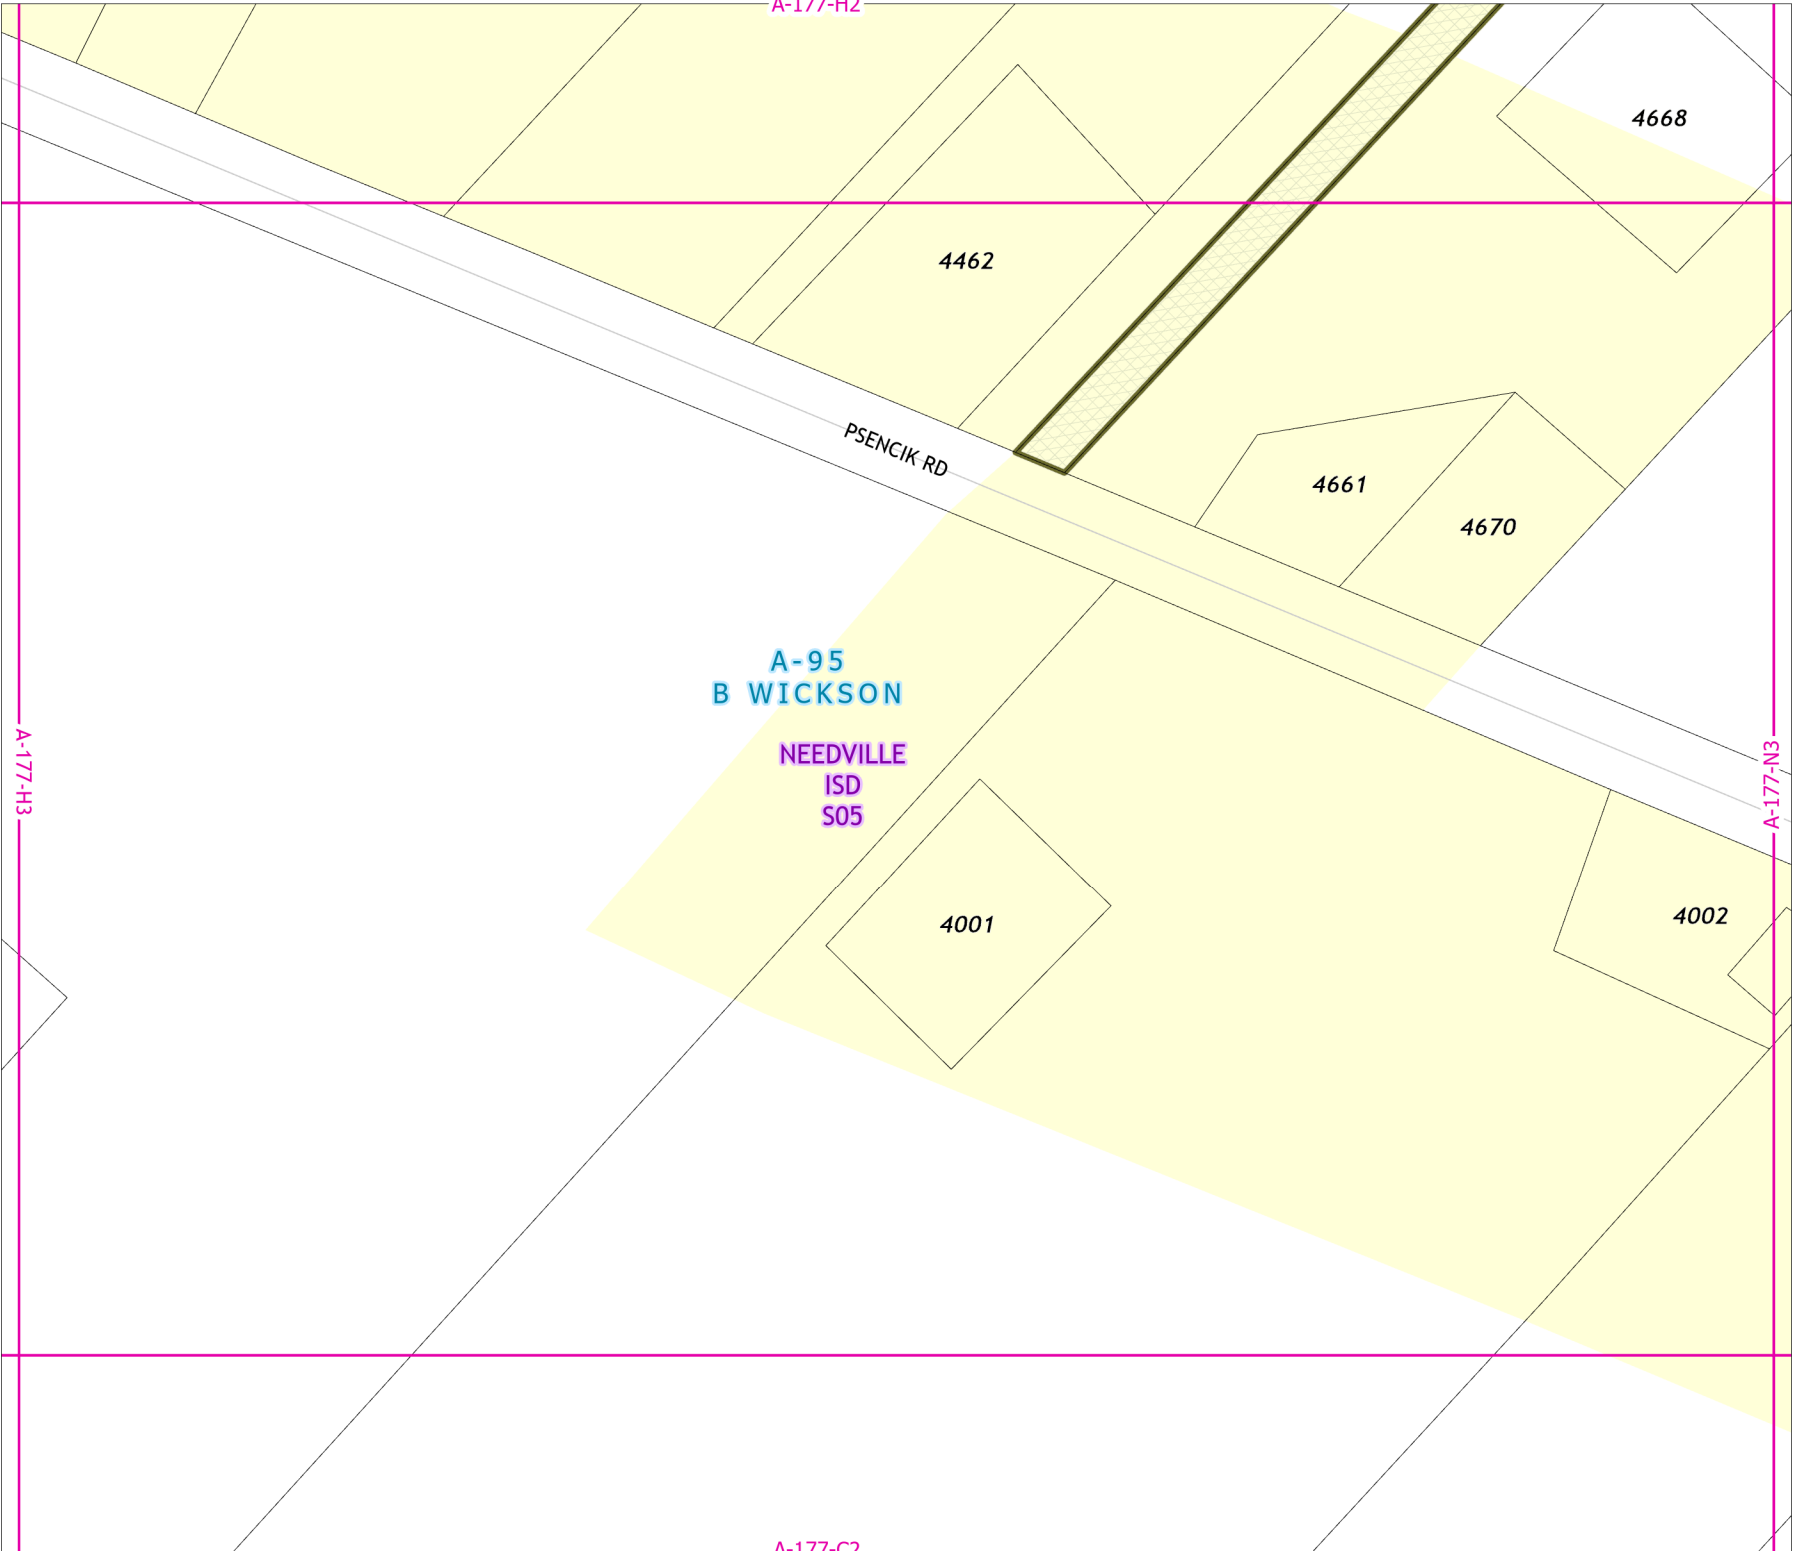 A-177-H2
4668
4462
PSENCIK RD
4661
4670
A-95
B WICKSON
NEEDVILLE
ISD
S05
A-177-H3
A-177-N3
4001
4002
A-177-C2